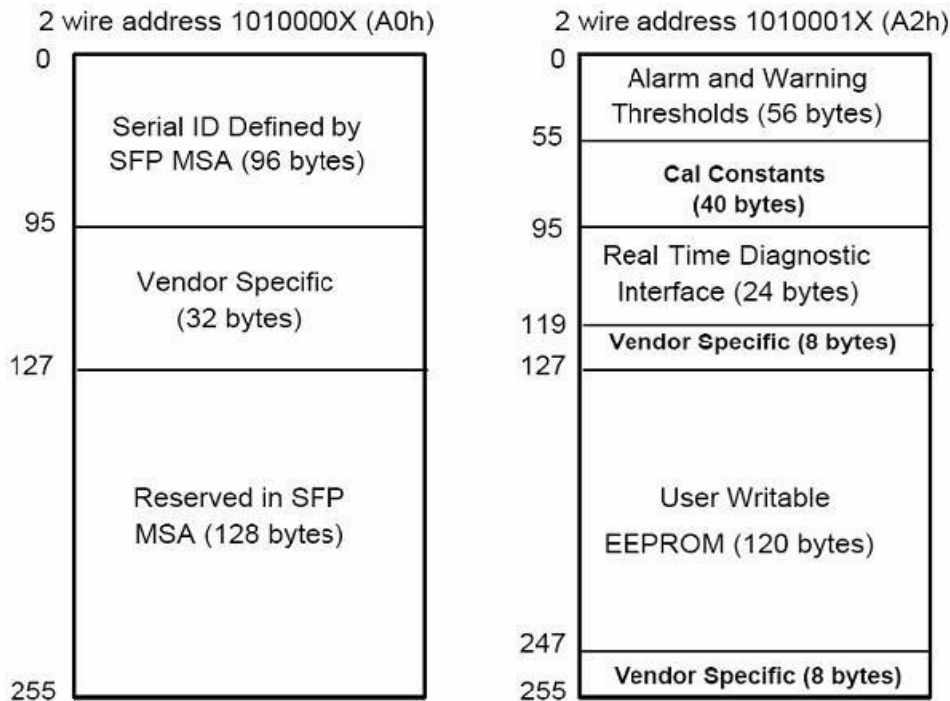 2 wire address 1010000X (A0h)
0
Serial ID Defined by
SFP MSA (96 bytes)
95
Vendor Specific
(32 bytes)
127
Reserved in SFP
MSA (128 bytes)
255
2 wire address 1010001X (A2h)
0
Alarm and Warning
Thresholds (56 bytes)
55
Cal Constants
(40 bytes)
95
Real Time Diagnostic
Interface (24 bytes)
119
Vendor Specific (8 bytes)
127
User Writable
EEPROM (120 bytes)
247
Vendor Specific (8 bytes)
255